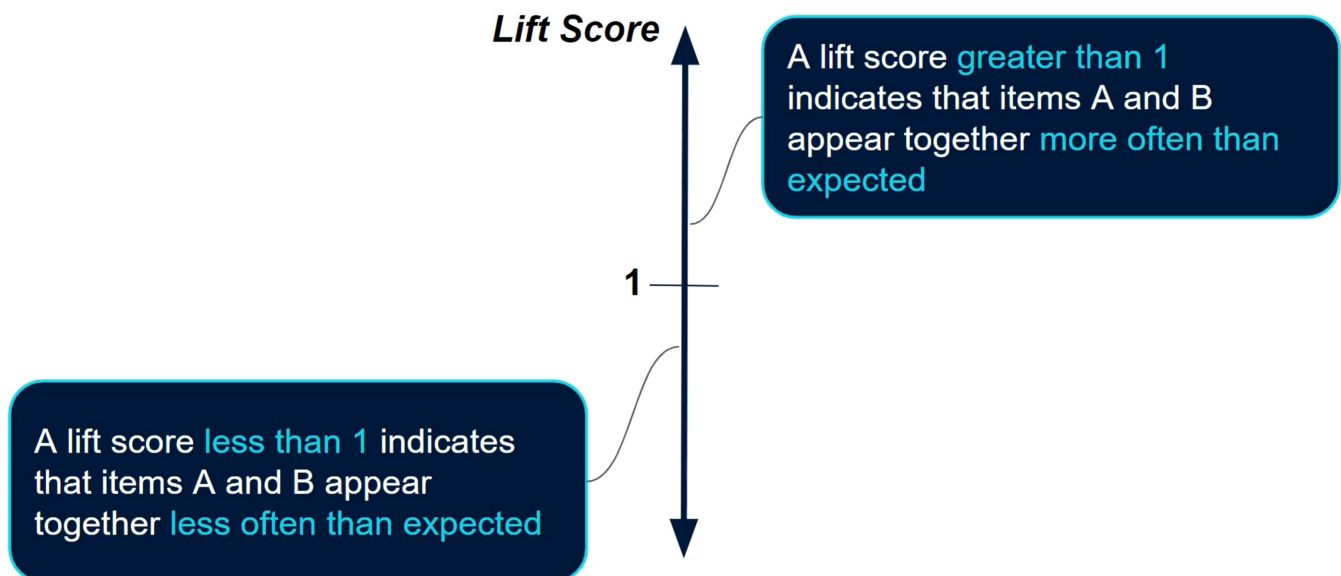 Lift Score
A lift score greater than 1
indicates that items A and B
appear together more often than
expected
1
A lift score less than 1 indicates
that items A and B appear
together less often than expected